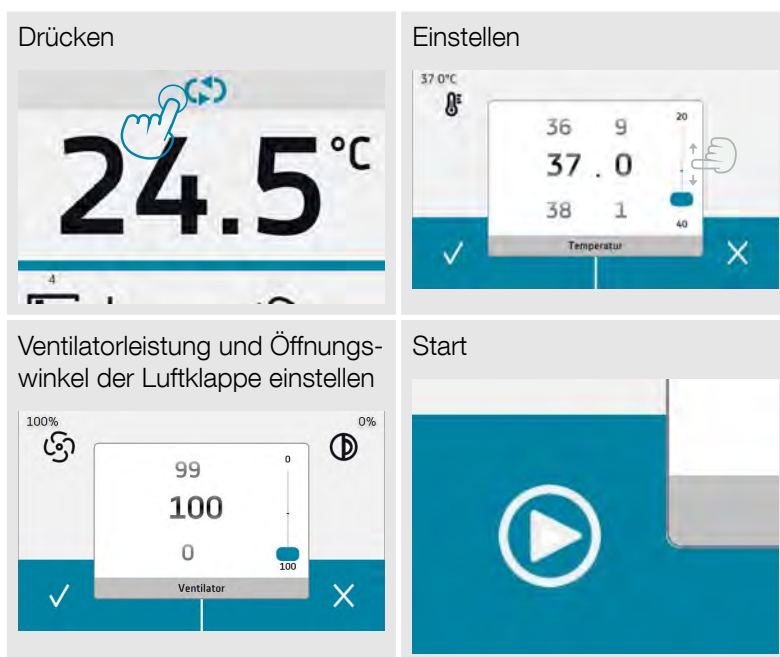 Drücken
24.5°C
4
Einstellen
37 0°C
36 9
20
37 . 0
38 1
40
Temperatur
Ventilatorleistung und Öffnungs-
winkel der Luftklappe einstellen
100%
0%
99
0
100
0
100
Ventilator
Start